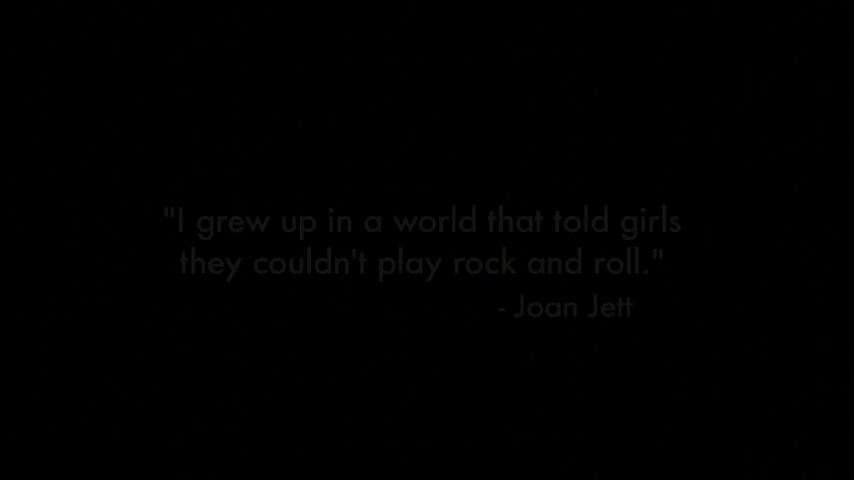 "I grew up in a world that told girls
they couldn't play rock and roll."
- Joan Jett